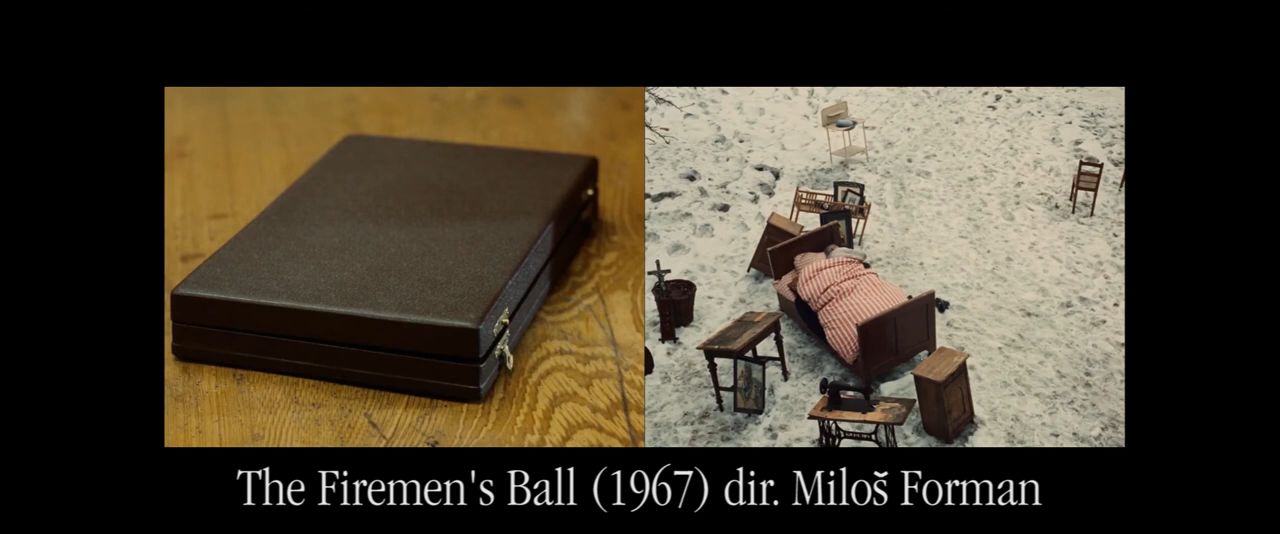 The Firemen's Ball (1967) dir. Miloš Forman